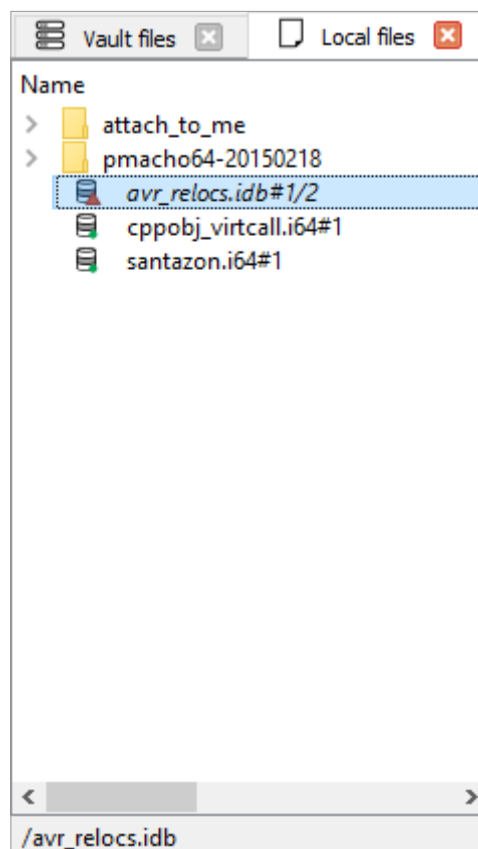 Vault files Local files
Name
attach_to_me
pmacho64-20150218
avr_relocs.idb#1/2
cppobj_virtcall.i64#1
santazon.i64#1
/avr_relocs.idb